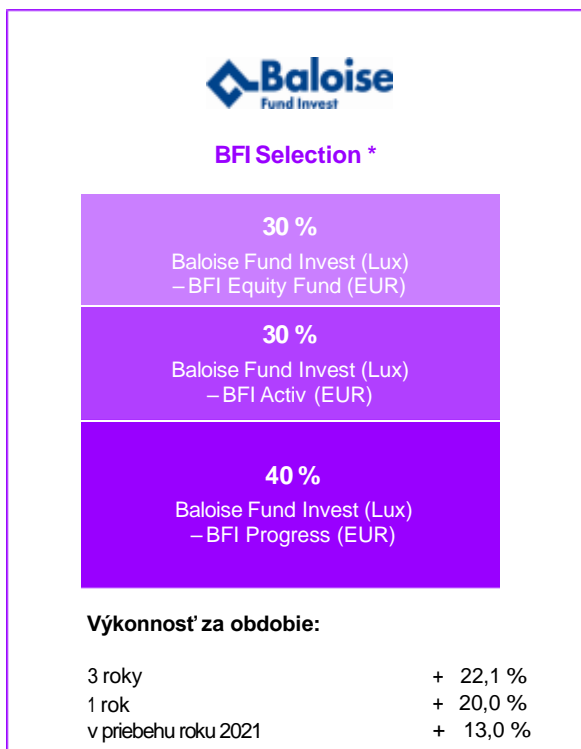 Baloise
Fund Invest
BFI Selection *
30 %
Baloise Fund Invest (Lux)
– BFI Equity Fund (EUR)
30 %
Baloise Fund Invest (Lux)
– BFI Activ (EUR)
40 %
Baloise Fund Invest (Lux)
– BFI Progress (EUR)
Výkonnosť za obdobie:
3 roky + 22,1 %
1 rok + 20,0 %
v priebehu roku 2021 + 13,0 %